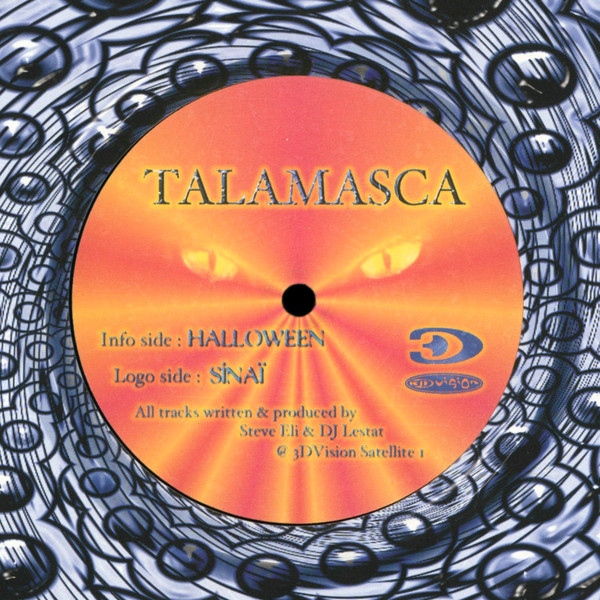 TALAMASCA
Info side : HALLOWEEN
Logo side : SİNAÏ
3D
3DVision
All tracks written & produced by
Steve Eli & DJ Lestat
@ 3DVision Satellite 1